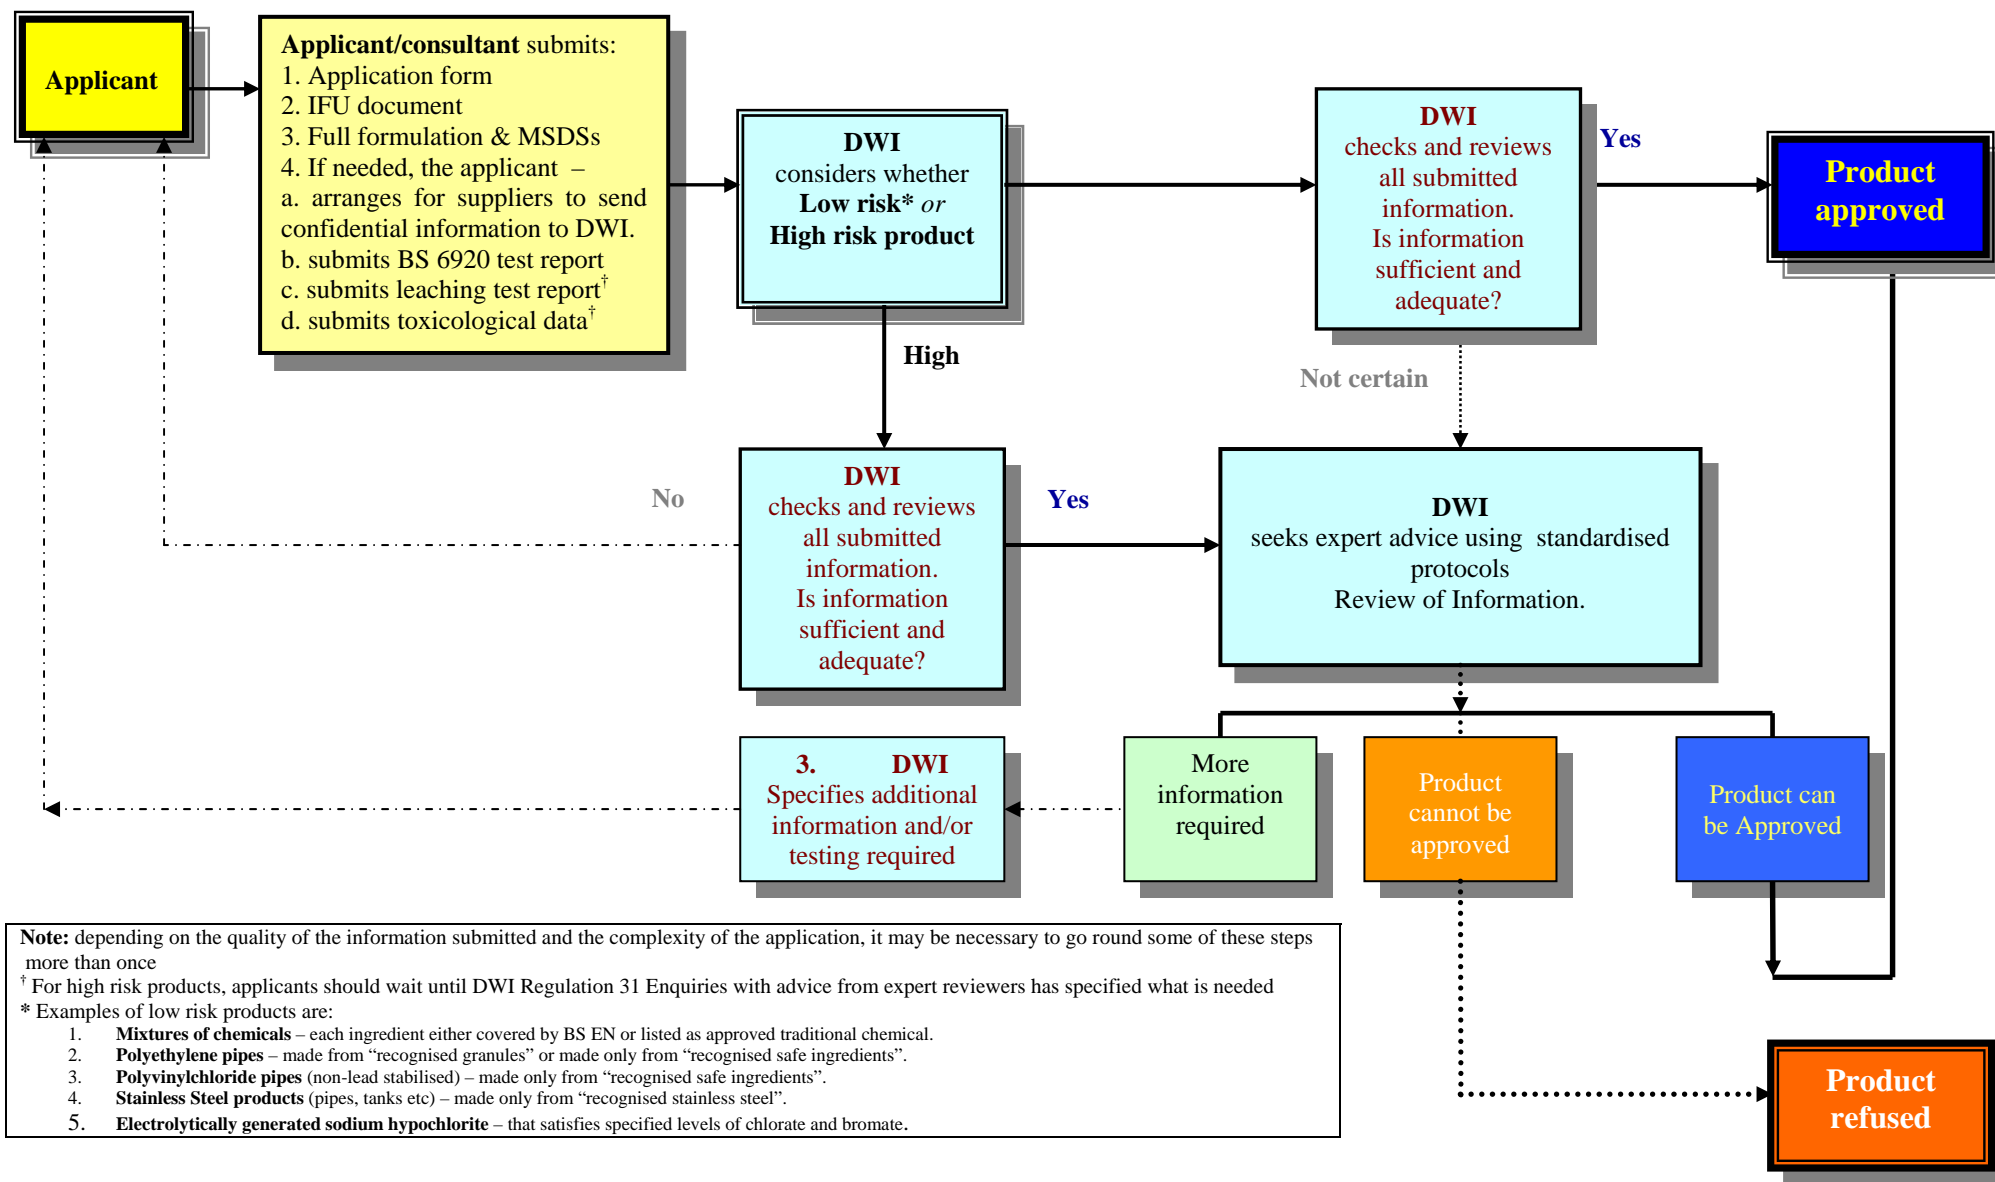 Applicant
Applicant/consultant submits:
1. Application form
2. IFU document
3. Full formulation & MSDSs
4. If needed, the applicant –
a. arranges for suppliers to send
confidential information to DWI.
b. submits BS 6920 test report
c. submits leaching test report†
d. submits toxicological data†
DWI
considers whether
Low risk* or
High risk product
DWI
checks and reviews
all submitted
information.
Is information
sufficient and
adequate?
Yes
Product
approved
High
Not certain
No
DWI
checks and reviews
all submitted
information.
Is information
sufficient and
adequate?
Yes
DWI
seeks expert advice using standardised
protocols
Review of Information.
3. DWI
Specifies additional
information and/or
testing required
More
information
required
Product
cannot be
approved
Product can
be Approved
Note: depending on the quality of the information submitted and the complexity of the application, it may be necessary to go round some of these steps
more than once
† For high risk products, applicants should wait until DWI Regulation 31 Enquiries with advice from expert reviewers has specified what is needed
* Examples of low risk products are:
1. Mixtures of chemicals – each ingredient either covered by BS EN or listed as approved traditional chemical.
2. Polyethylene pipes – made from “recognised granules” or made only from “recognised safe ingredients”.
3. Polyvinylchloride pipes (non-lead stabilised) – made only from “recognised safe ingredients”.
4. Stainless Steel products (pipes, tanks etc) – made only from “recognised stainless steel”.
5. Electrolytically generated sodium hypochlorite – that satisfies specified levels of chlorate and bromate.
Product
refused